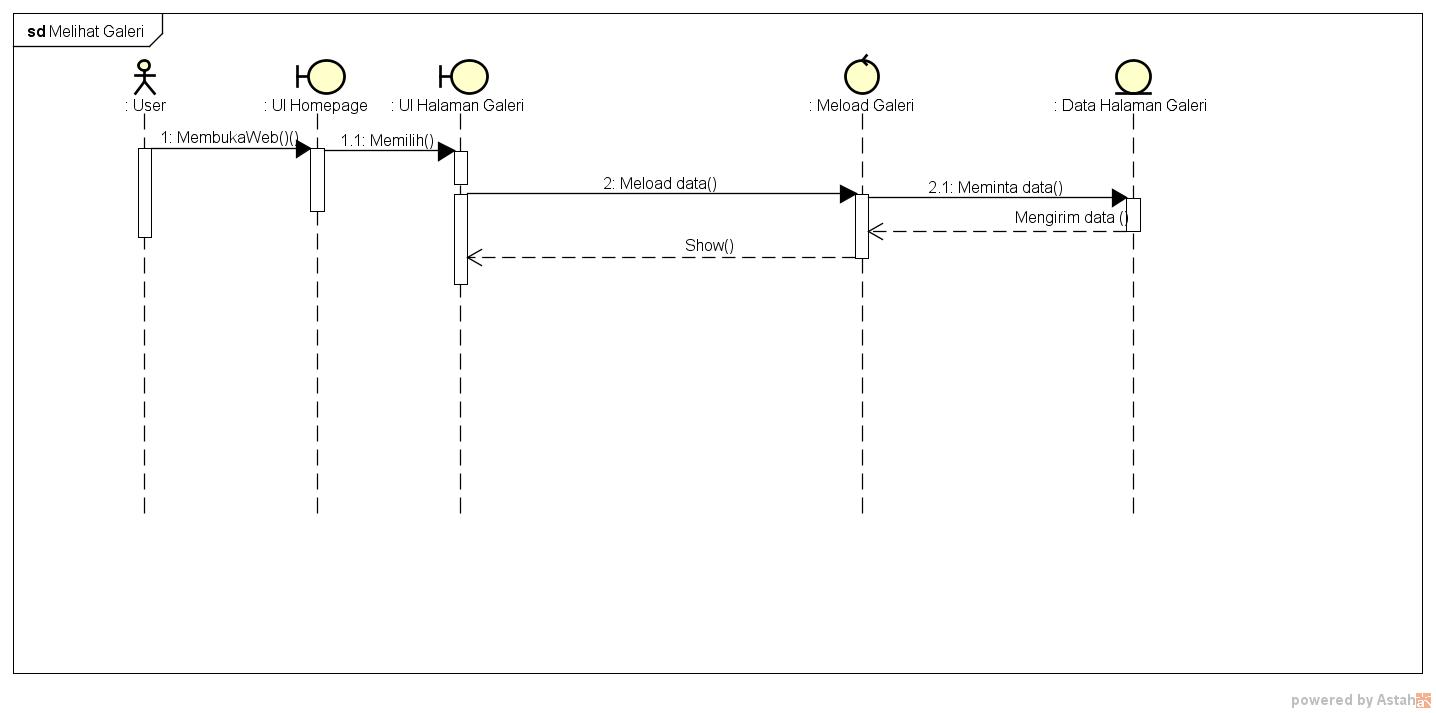 sd Melihat Galeri
: User
: UI Homepage
: UI Halaman Galeri
: Meload Galeri
: Data Halaman Galeri
1: MembukaWeb()()
1.1: Memilih()
2: Meload data()
2.1: Meminta data()
Mengirim data ()
Show()
powered by Astah